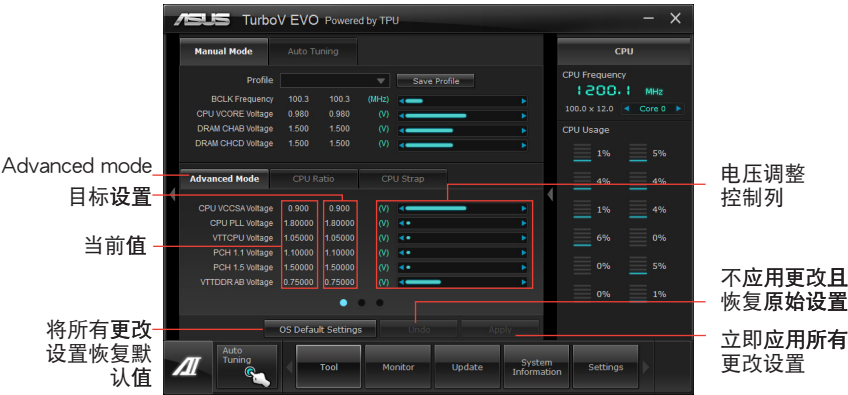 ASUS TurboV EVO Powered by TPU
Manual Mode Auto Tuning
Profile Save Profile
BCLK Frequency 100.3 100.3 (MHz)
CPU VCORE Voltage 0.980 0.980 (V)
DRAM CHAB Voltage 1.500 1.500 (V)
DRAM CHCD Voltage 1.500 1.500 (V)
Advanced Mode CPU Ratio CPU Strap
CPU VCCSA Voltage 0.900 0.900 (V)
CPU PLL Voltage 1.80000 1.80000 (V)
VTTCPU Voltage 1.05000 1.05000 (V)
PCH 1.1 Voltage 1.10000 1.10000 (V)
PCH 1.5 Voltage 1.50000 1.50000 (V)
VTTDDR AB Voltage 0.75000 0.75000 (V)
OS Default Settings Undo Apply
CPU
CPU Frequency
1200.1 MHz
100.0 x 12.0 Core 0
CPU Usage
1% 5%
4% 4%
1% 4%
6% 0%
0% 5%
0% 1%
AI
Auto
Tuning
Tool Monitor Update System
Information Settings
Advanced mode
目标设置
当前值
将所有更改
设置恢复默
认值
电压调整
控制列
不应用更改且
恢复原始设置
立即应用所有
更改设置